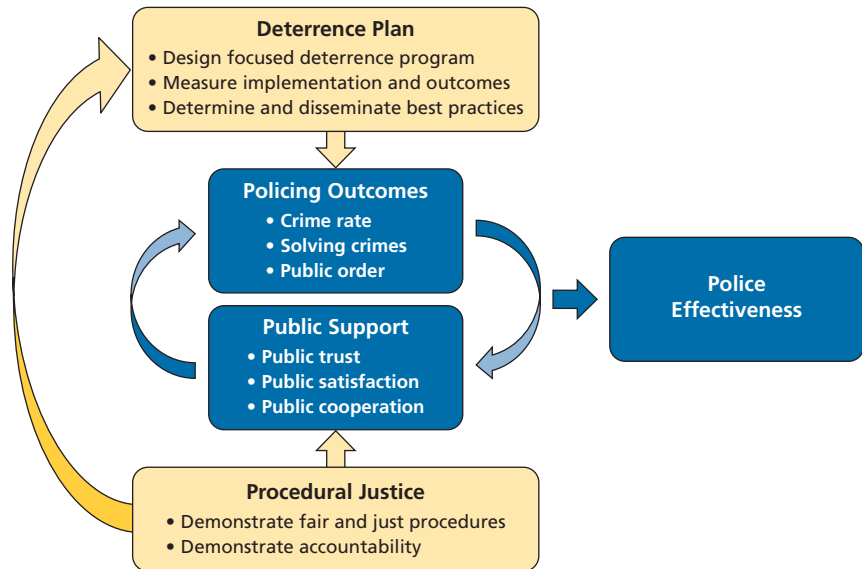 Deterrence Plan
• Design focused deterrence program
• Measure implementation and outcomes
• Determine and disseminate best practices
Policing Outcomes
• Crime rate
• Solving crimes
• Public order
Public Support
• Public trust
• Public satisfaction
• Public cooperation
Police
Effectiveness
Procedural Justice
• Demonstrate fair and just procedures
• Demonstrate accountability